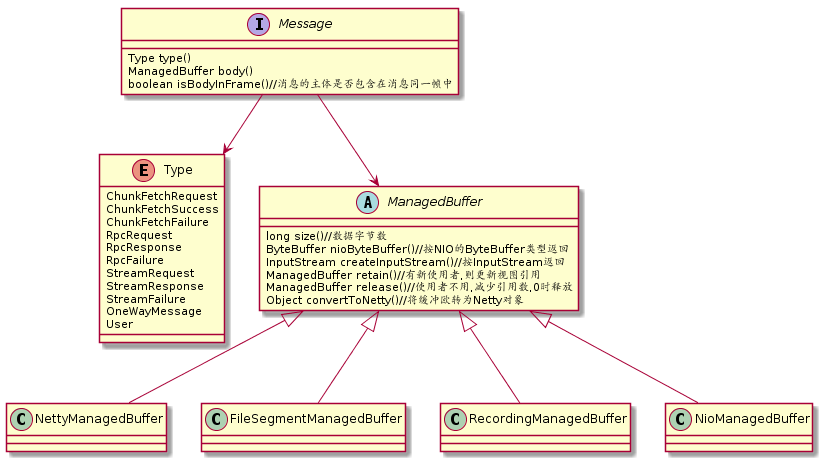 I Message
Type type()
ManagedBuffer body()
boolean isBodyInFrame()//消息的主体是否包含在消息同一帧中
E Type
ChunkFetchRequest
ChunkFetchSuccess
ChunkFetchFailure
RpcRequest
RpcResponse
RpcFailure
StreamRequest
StreamResponse
StreamFailure
OneWayMessage
User
A ManagedBuffer
long size()//数据字节数
ByteBuffer nioByteBuffer()//按NIO的ByteBuffer类型返回
InputStream createInputStream()//按InputStream返回
ManagedBuffer retain()//有新使用者,则更新视图引用
ManagedBuffer release()//使用者不用,减少引用数,0时释放
Object convertToNetty()//将缓冲欧转为Netty对象
C NettyManagedBuffer
C FileSegmentManagedBuffer
C RecordingManagedBuffer
C NioManagedBuffer